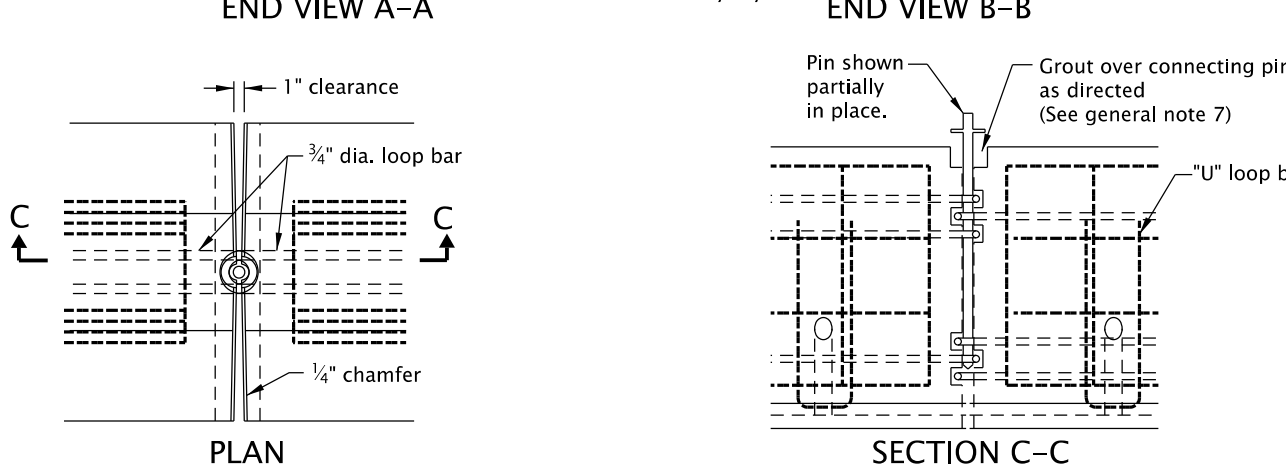 END VIEW A-A
END VIEW B-B
1" clearance
¾" dia. loop bar
C
C
¼" chamfer
PLAN
Pin shown
partially
in place.
Grout over connecting pin
as directed
(See general note 7)
"U" loop b
SECTION C-C